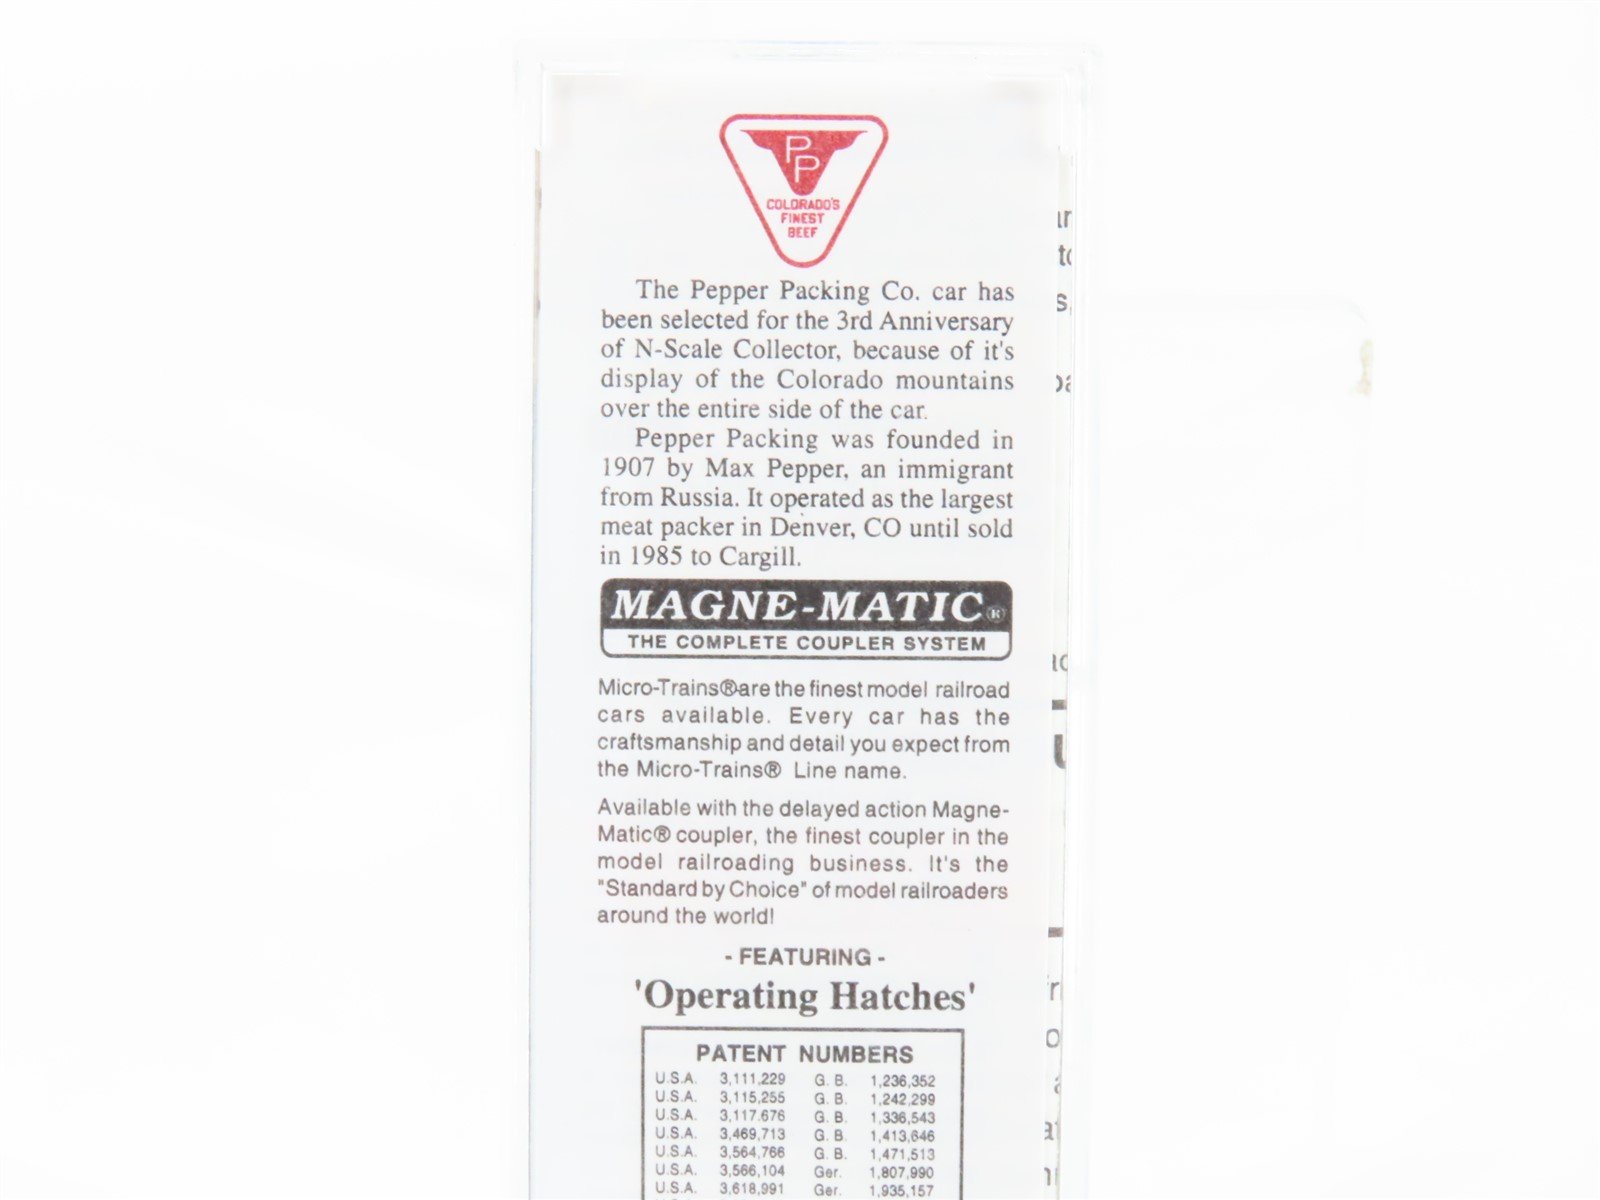 PP
COLORADO'S
FINEST
BEEF
The Pepper Packing Co. car has
been selected for the 3rd Anniversary
of N-Scale Collector, because of it's
display of the Colorado mountains
over the entire side of the car.
Pepper Packing was founded in
1907 by Max Pepper, an immigrant
from Russia. It operated as the largest
meat packer in Denver, CO until sold
in 1985 to Cargill.
MAGNE-MATIC®
THE COMPLETE COUPLER SYSTEM
Micro-Trains® are the finest model railroad
cars available. Every car has the
craftsmanship and detail you expect from
the Micro-Trains® Line name.
Available with the delayed action Magne-
Matic® coupler, the finest coupler in the
model railroading business. It's the
"Standard by Choice" of model railroaders
around the world!
- FEATURING -
'Operating Hatches'
PATENT NUMBERS
U.S.A. 3,111,229 G. B. 1,236,352
U.S.A. 3,115,255 G. B. 1,242,299
U.S.A. 3,117,676 G. B. 1,336,543
U.S.A. 3,469,713 G. B. 1,413,646
U.S.A. 3,564,766 G. B. 1,471,513
U.S.A. 3,566,104 Ger. 1,807,990
U.S.A. 3,618,991 Ger. 1,935,157